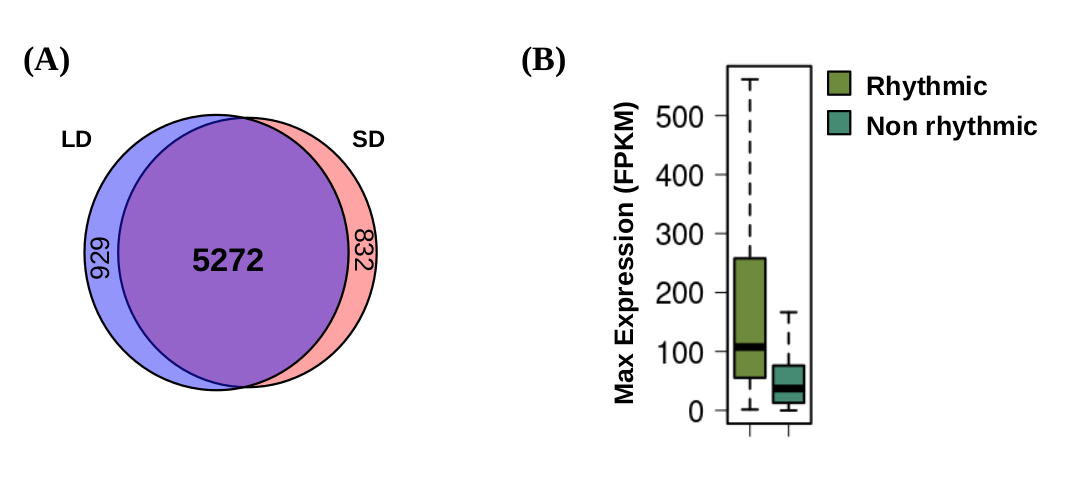 (A)
LD
SD
929
5272
832
(B)
Max Expression (FPKM)
500
400
300
200
100
0
Rhythmic
Non rhythmic